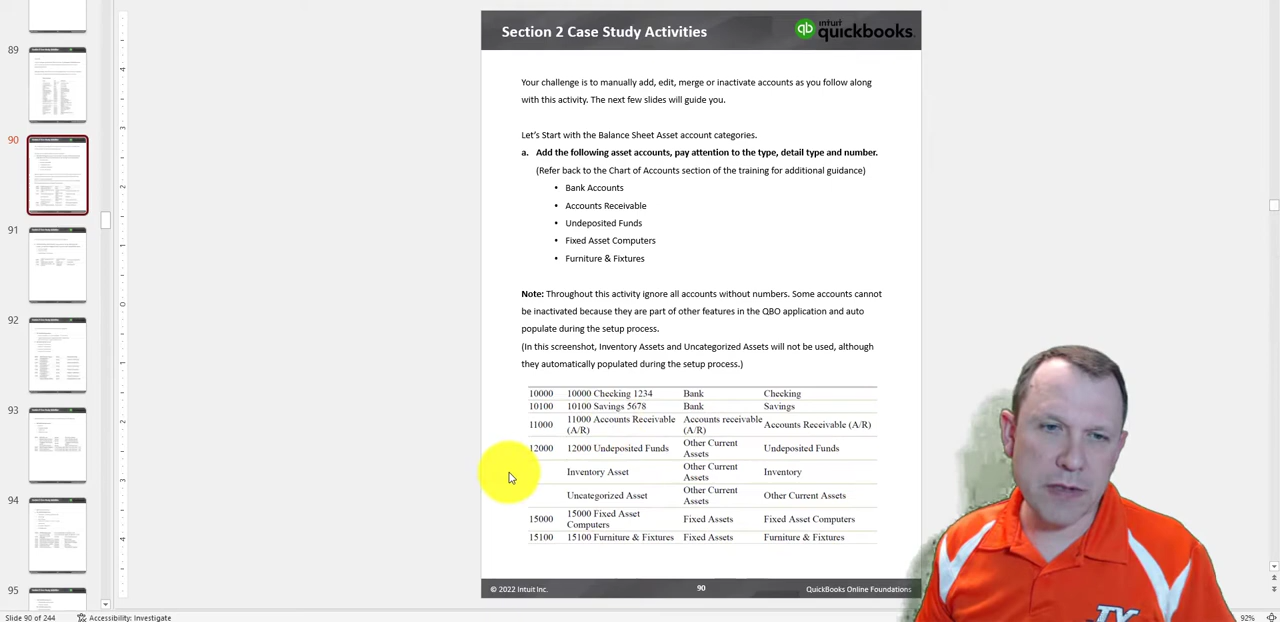 89
90
91
92
93
94
95
Section 2 Case Study Activities
intuit
qb quickbooks
Your challenge is to manually add, edit, merge or inactivate accounts as you follow along
with this activity. The next few slides will guide you.
Let's Start with the Balance Sheet Asset account categories.
a. Add the following asset accounts, pay attention to the type, detail type and number.
(Refer back to the Chart of Accounts section of the training for additional guidance)
• Bank Accounts
• Accounts Receivable
• Undeposited Funds
• Fixed Asset Computers
• Furniture & Fixtures
Note: Throughout this activity ignore all accounts without numbers. Some accounts cannot
be inactivated because they are part of other features in the QBO application and auto
populate during the setup process.
(In this screenshot, Inventory Assets and Uncategorized Assets will not be used, although
they automatically populated during the setup process.)
10000 10000 Checking 1234 Bank Checking
10100 10100 Savings 5678 Bank Savings
11000 11000 Accounts Receivable (A/R) Accounts receivable (A/R) Accounts Receivable (A/R)
12000 12000 Undeposited Funds Other Current Assets Undeposited Funds
Inventory Asset Other Current Assets Inventory
Uncategorized Asset Other Current Assets Other Current Assets
15000 15000 Fixed Asset Computers Fixed Assets Fixed Asset Computers
15100 15100 Furniture & Fixtures Fixed Assets Furniture & Fixtures
© 2022 Intuit Inc. 90 QuickBooks Online Foundations
Slide 90 of 244 Accessibility: Investigate 92%